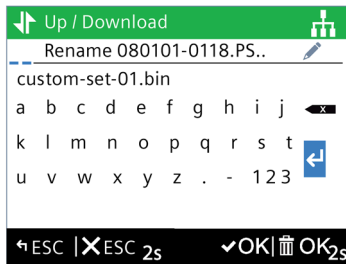 Up / Download
Rename 080101-0118.PS..
custom-set-01.bin
a b c d e f g h i j x
k l m n o p q r s t
u v w x y z . - 123
ESC | ESC 2s OK| OK2s